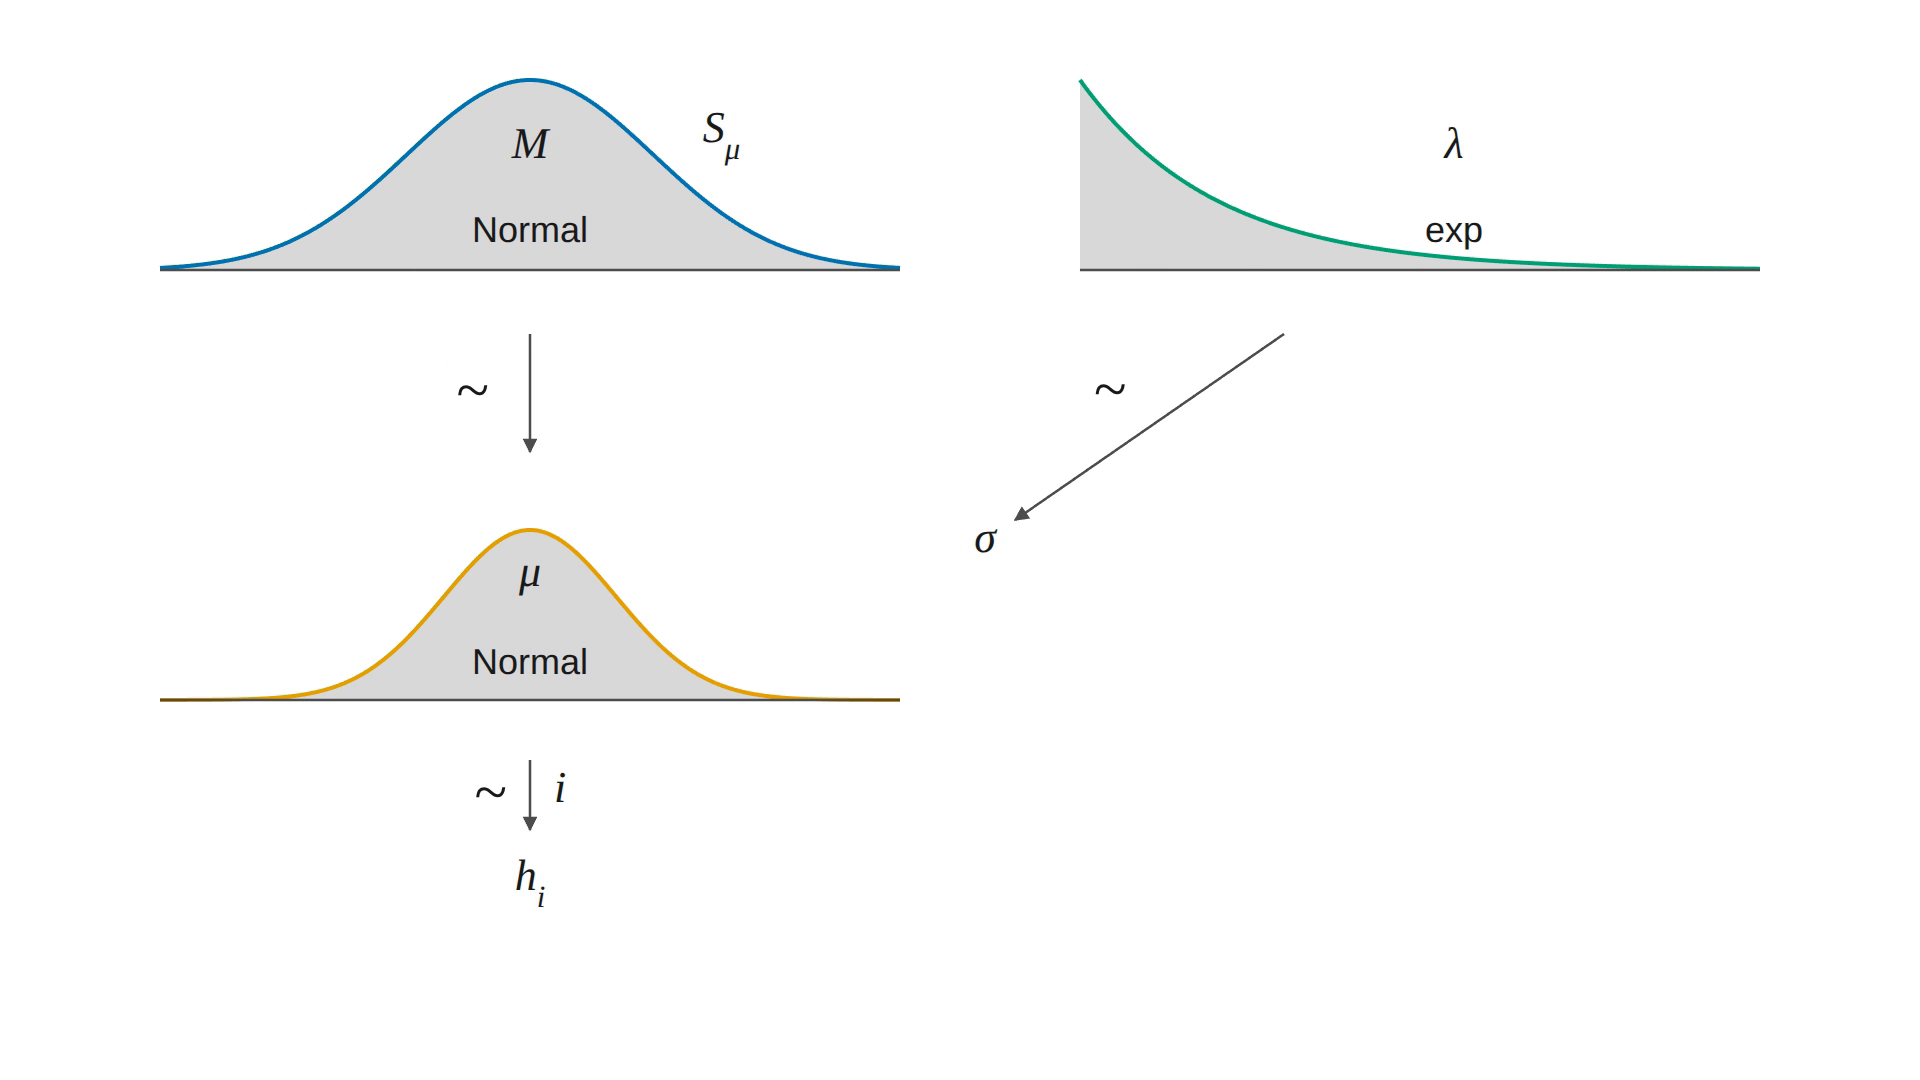 M
S_μ
Normal
λ
exp
~
~
σ
μ
Normal
~ i
h_i